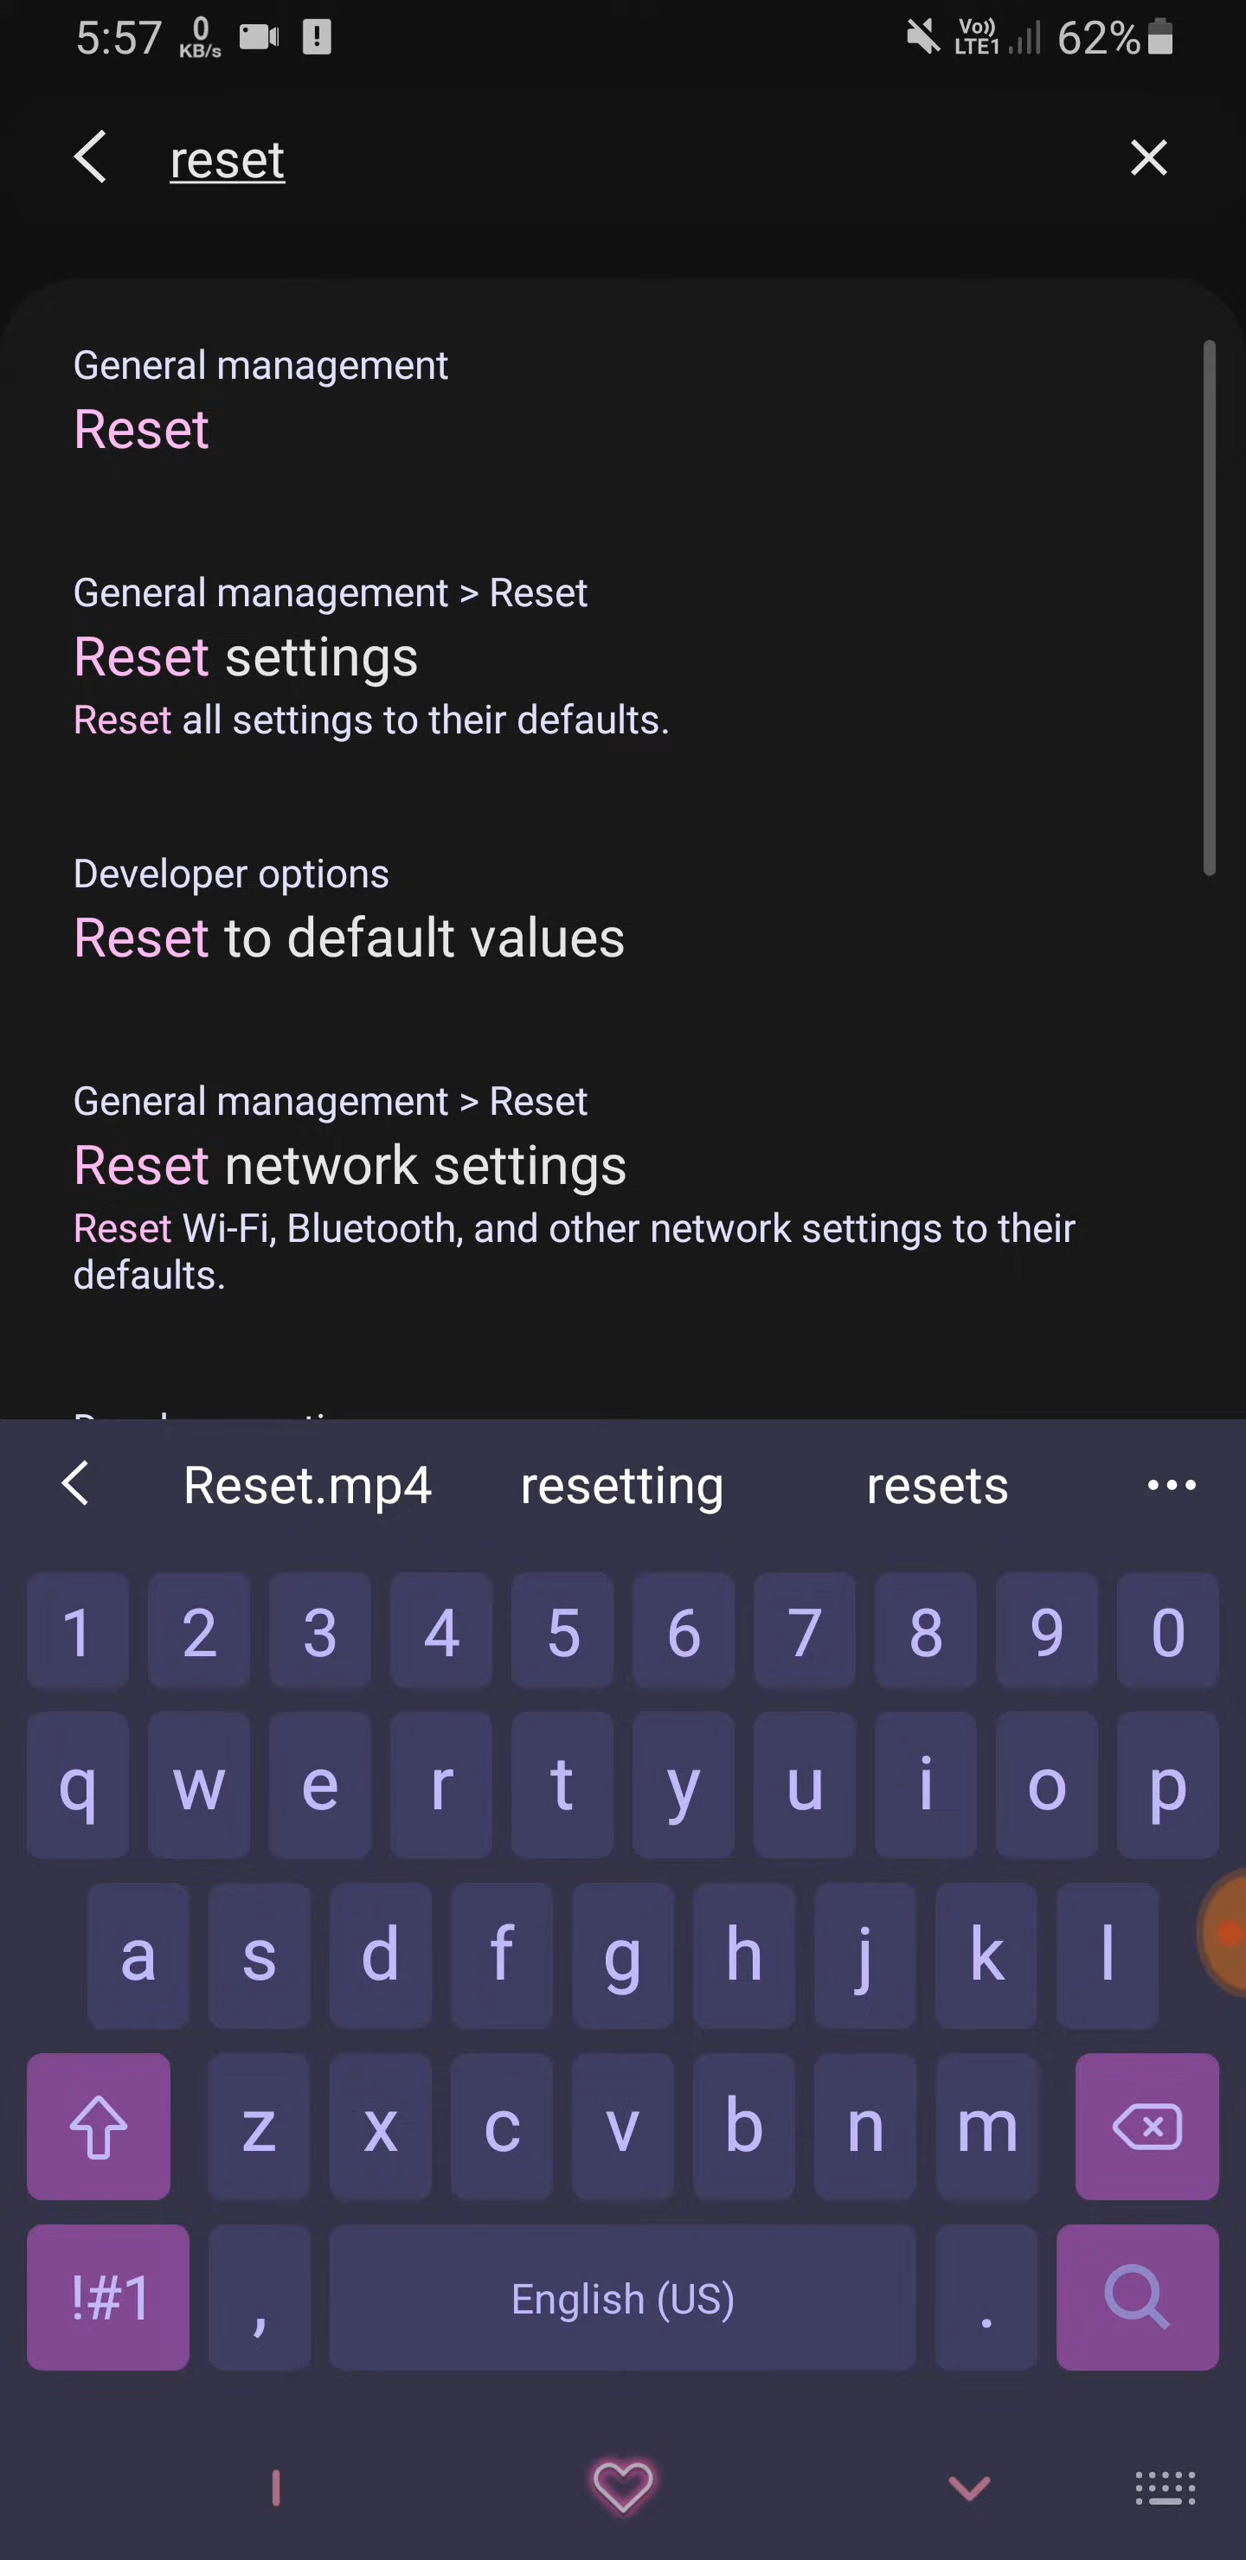 5:57
0
KB/s
Vo))
LTE1
62%
reset
General management
Reset
General management > Reset
Reset settings
Reset all settings to their defaults.
Developer options
Reset to default values
General management > Reset
Reset network settings
Reset Wi-Fi, Bluetooth, and other network settings to their
defaults.
Reset.mp4 resetting resets
1 2 3 4 5 6 7 8 9 0
q w e r t y u i o p
a s d f g h j k l
z x c v b n m
!#1 , English (US) .